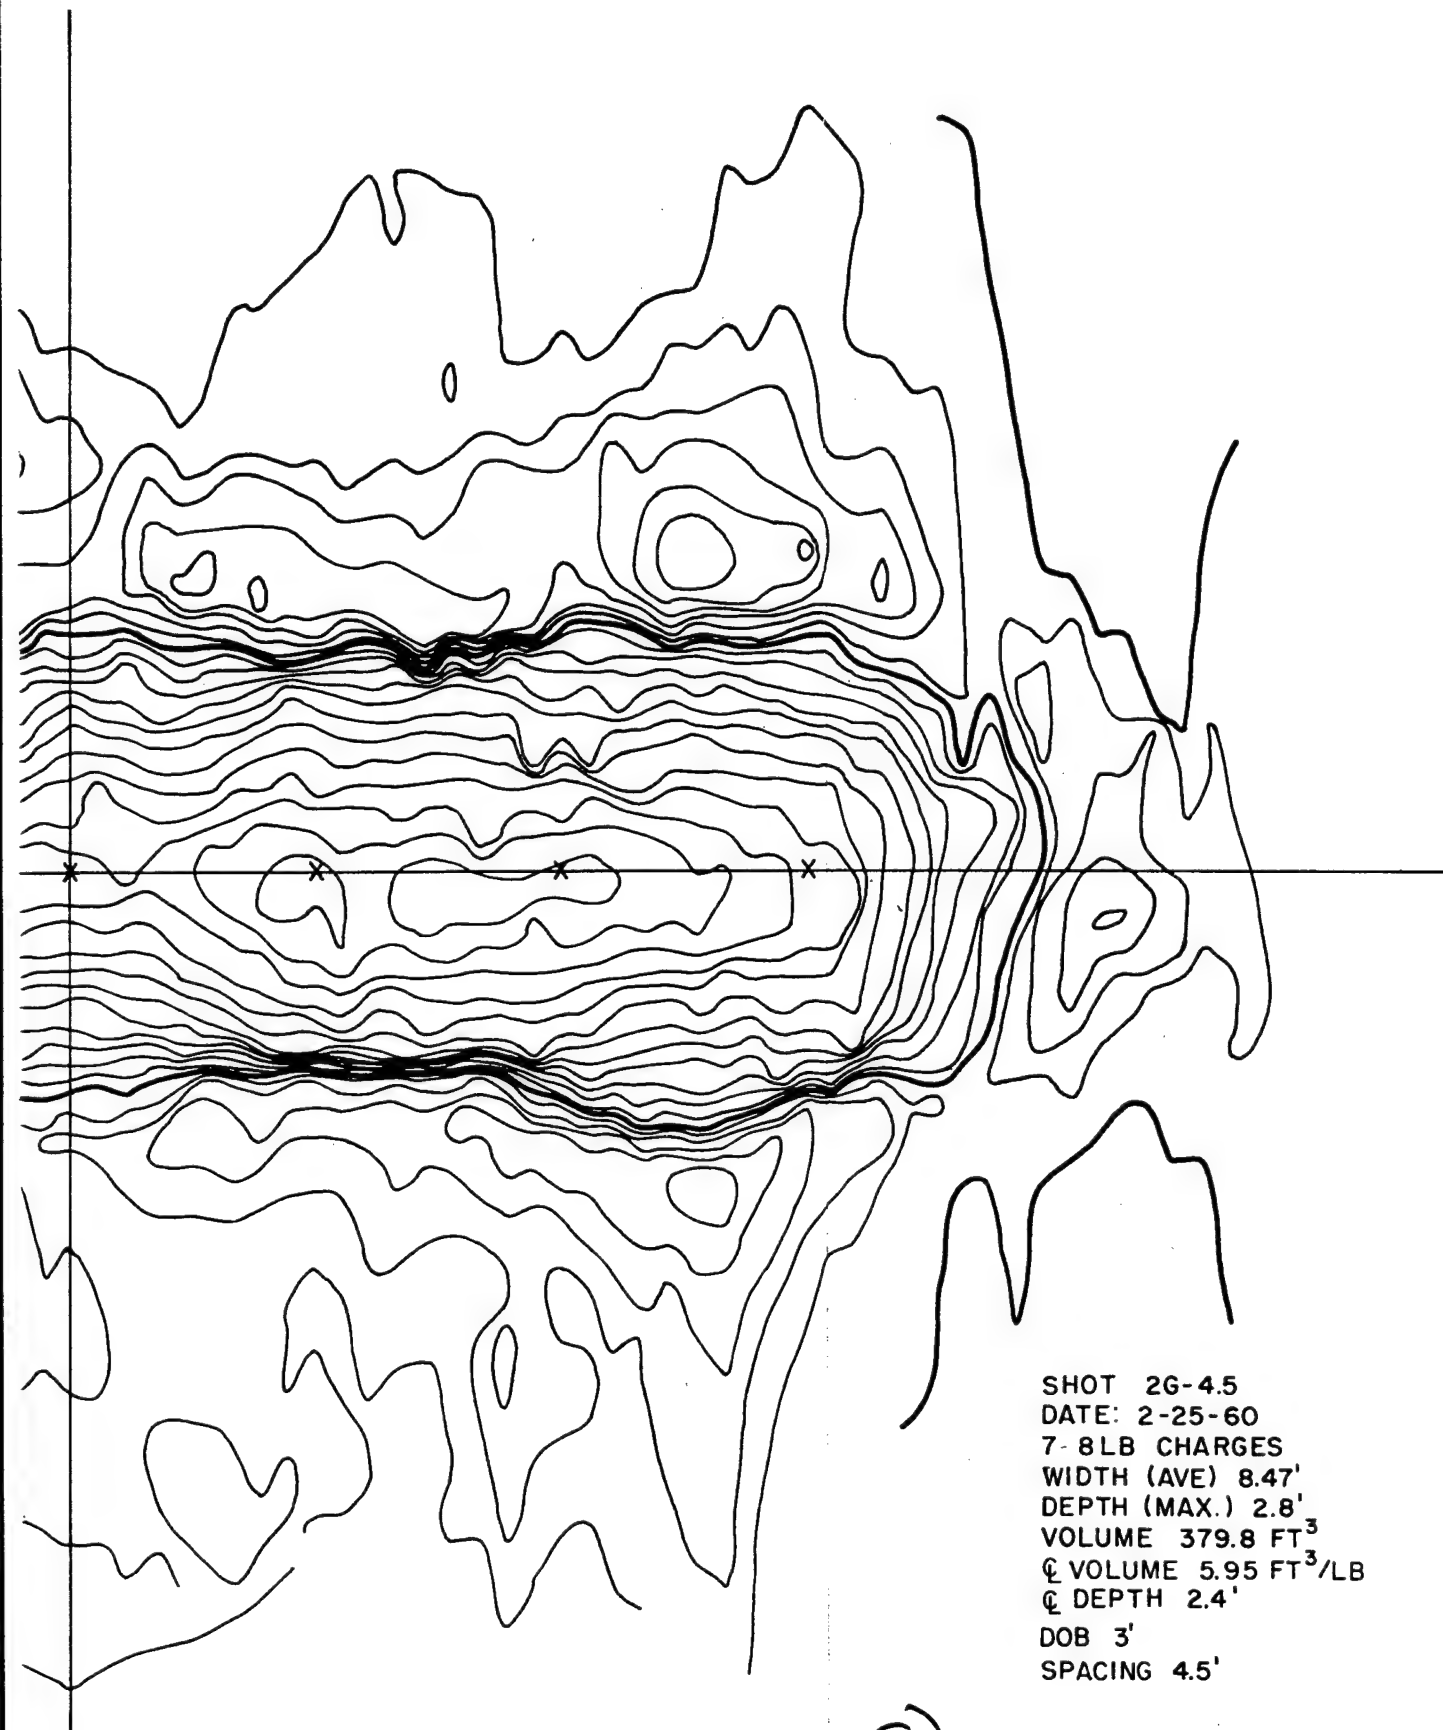 SHOT 2G-4.5
DATE: 2-25-60
7-8LB CHARGES
WIDTH (AVE) 8.47'
DEPTH (MAX.) 2.8'
VOLUME 379.8 FT³
℄ VOLUME 5.95 FT³/LB
℄ DEPTH 2.4'
DOB 3'
SPACING 4.5'